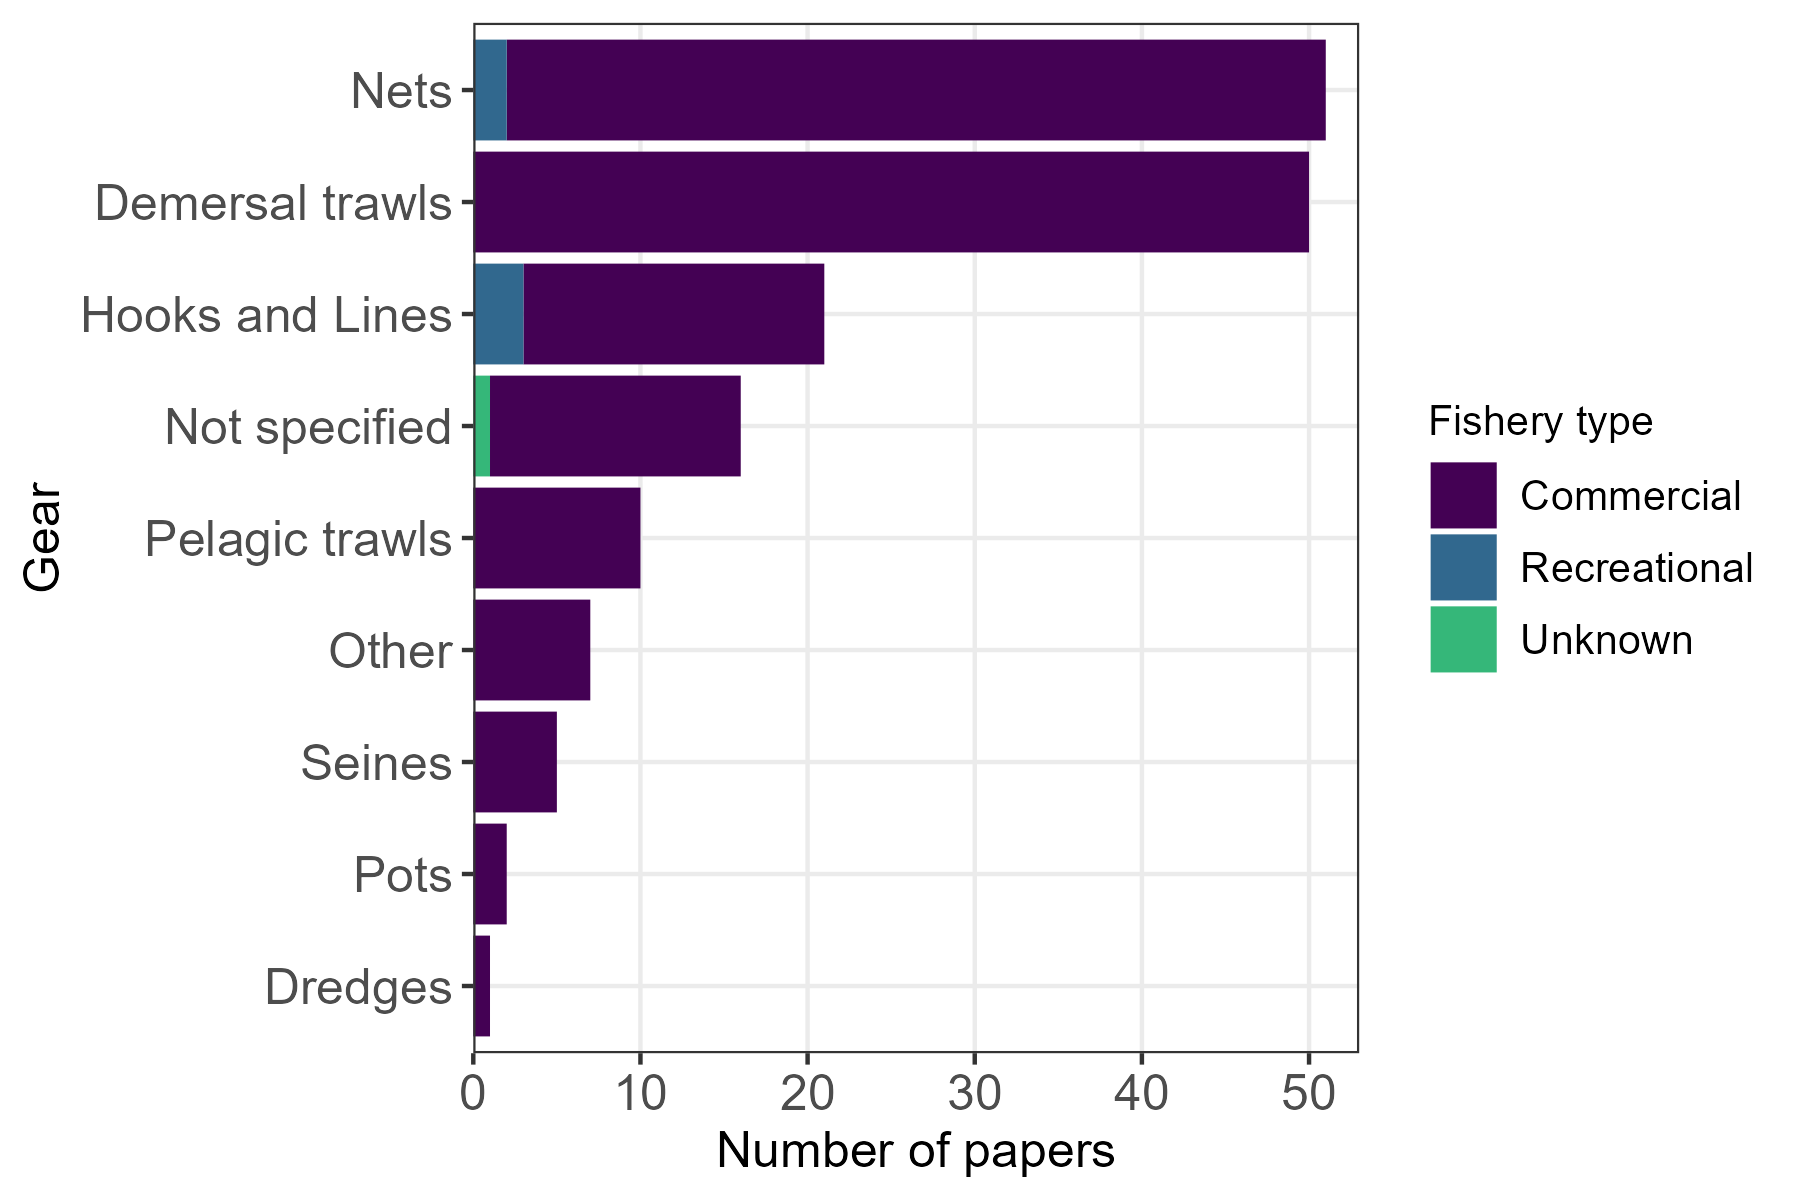 Nets
Demersal trawls
Hooks and Lines
Not specified
Pelagic trawls
Other
Seines
Pots
Dredges
Gear
0 10 20 30 40 50
Number of papers
Fishery type
Commercial
Recreational
Unknown